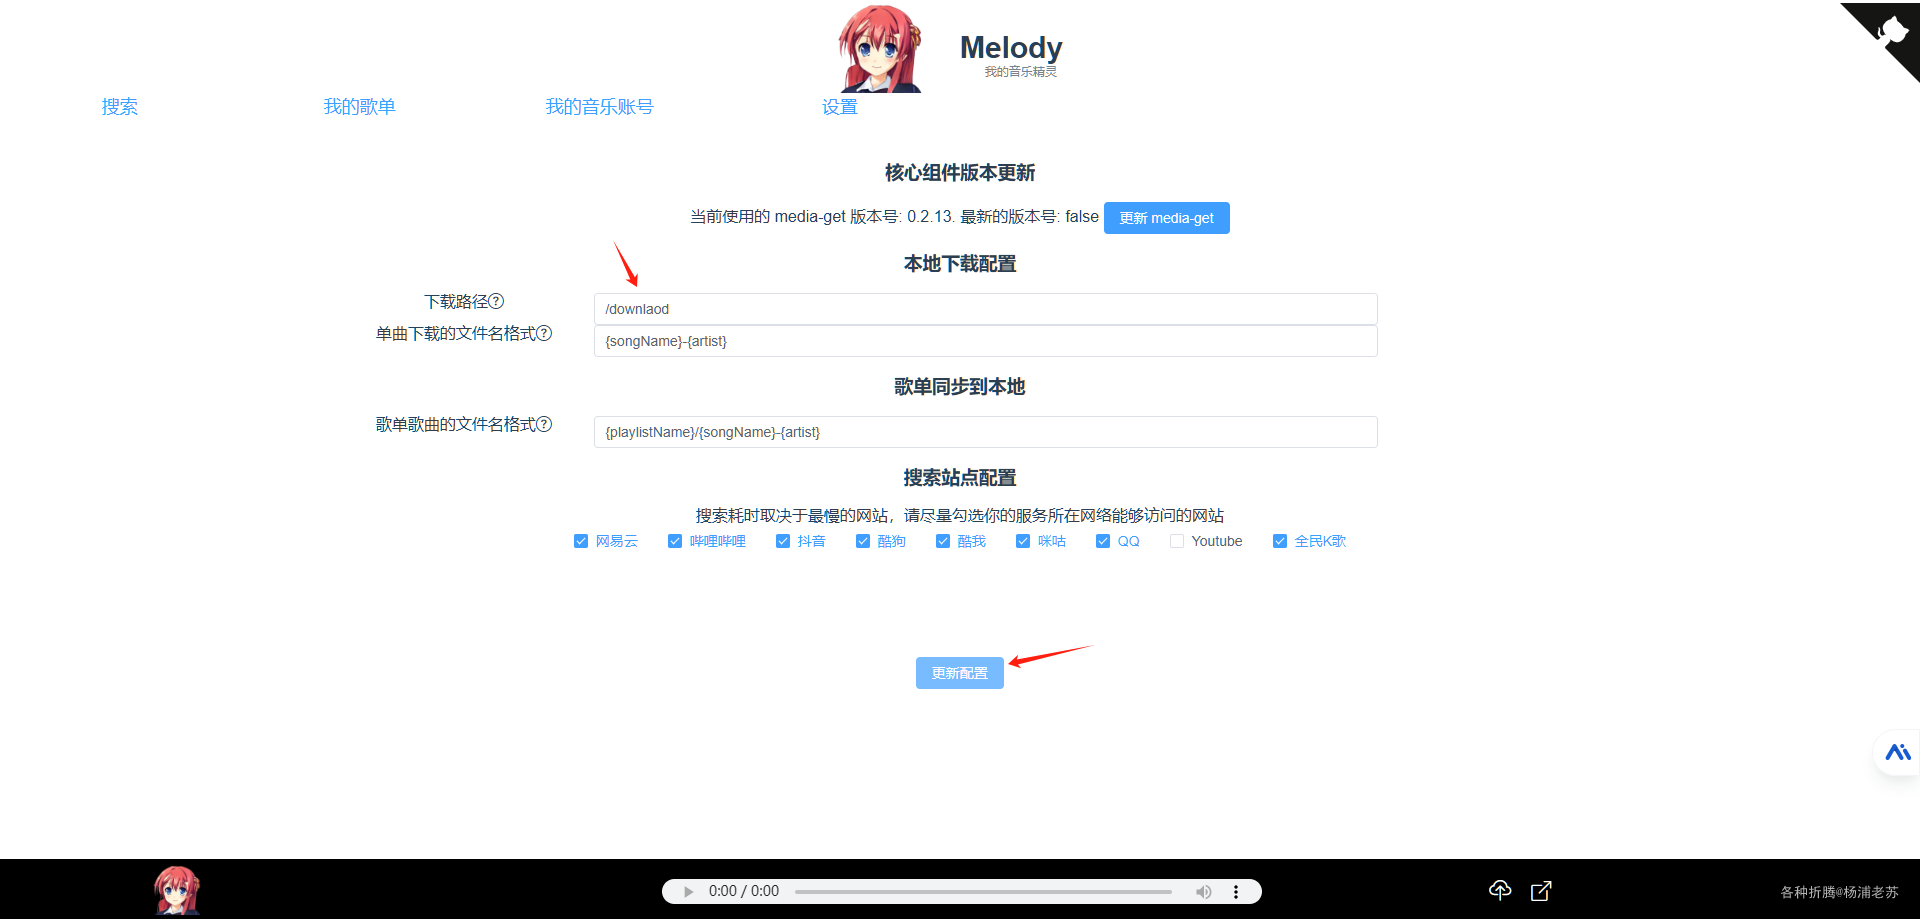 Melody
我的音乐精灵
搜索 我的歌单 我的音乐账号 设置
核心组件版本更新
当前使用的 media-get 版本号: 0.2.13. 最新的版本号: false 更新 media-get
本地下载配置
下载路径? /downlaod
单曲下载的文件名格式? {songName}-{artist}
歌单同步到本地
歌单歌曲的文件名格式? {playlistName}/{songName}-{artist}
搜索站点配置
搜索耗时取决于最慢的网站，请尽量勾选你的服务所在网络能够访问的网站
网易云 哔哩哔哩 抖音 酷狗 酷我 咪咕 QQ Youtube 全民K歌
更新配置
0:00 / 0:00
各种折腾@杨浦老苏